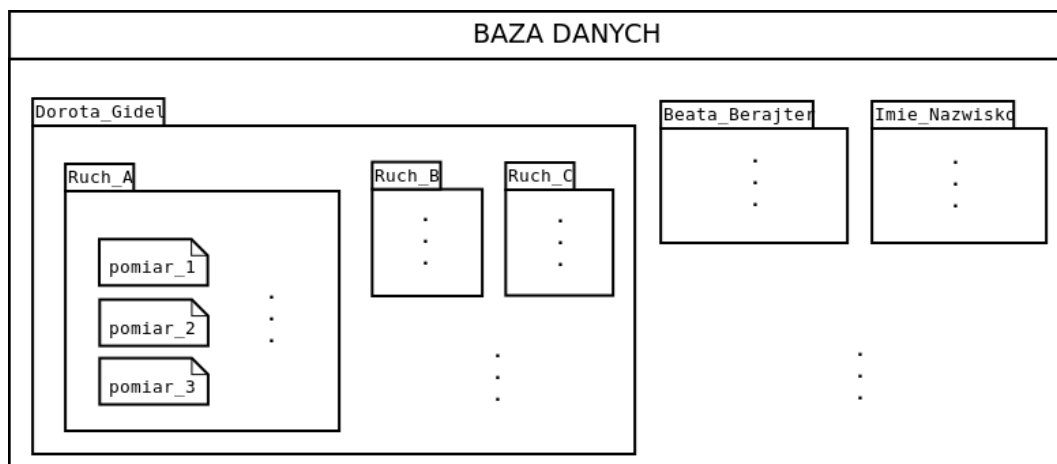 BAZA DANYCH
Dorota_Gidel
Beata_Berajter
Imie_Nazwisko
Ruch_A
Ruch_B
Ruch_C
pomiar_1
pomiar_2
pomiar_3